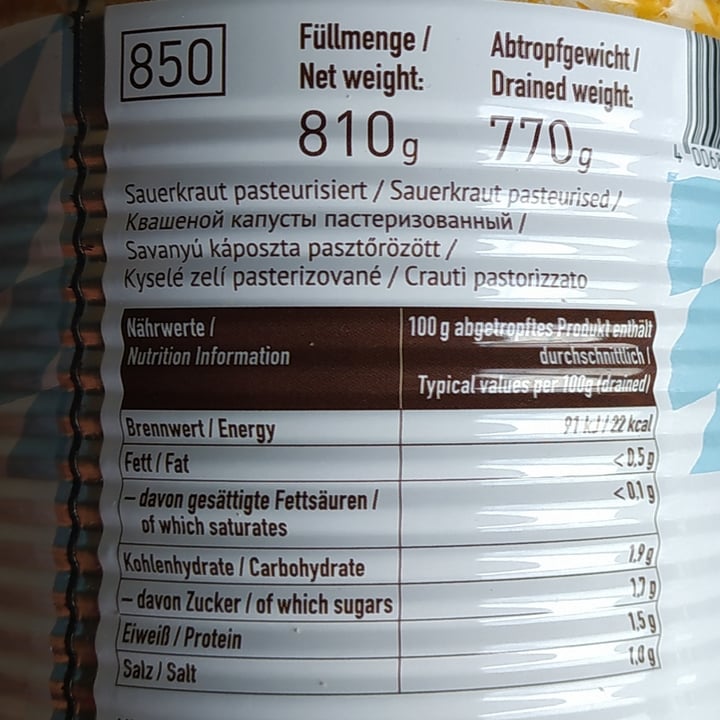 850
Füllmenge /
Net weight:
810g
Abtropfgewicht /
Drained weight:
770g
4 006
Sauerkraut pasteurisiert / Sauerkraut pasteurised /
Квашеной капусты пастеризованный /
Savanyú káposzta pasztőrözött /
Kyselé zelí pasterizované / Crauti pastorizzato
Nährwerte /
Nutrition Information
100 g abgetropftes Produkt enthält
durchschnittlich /
Typical values per 100g (drained)
Brennwert / Energy 91 kJ / 22 kcal
Fett / Fat <0,5 g
– davon gesättigte Fettsäuren / <0,1 g
of which saturates
Kohlenhydrate / Carbohydrate 1,9 g
– davon Zucker / of which sugars 1,7 g
Eiweiß / Protein 1,5 g
Salz / Salt 1,0 g